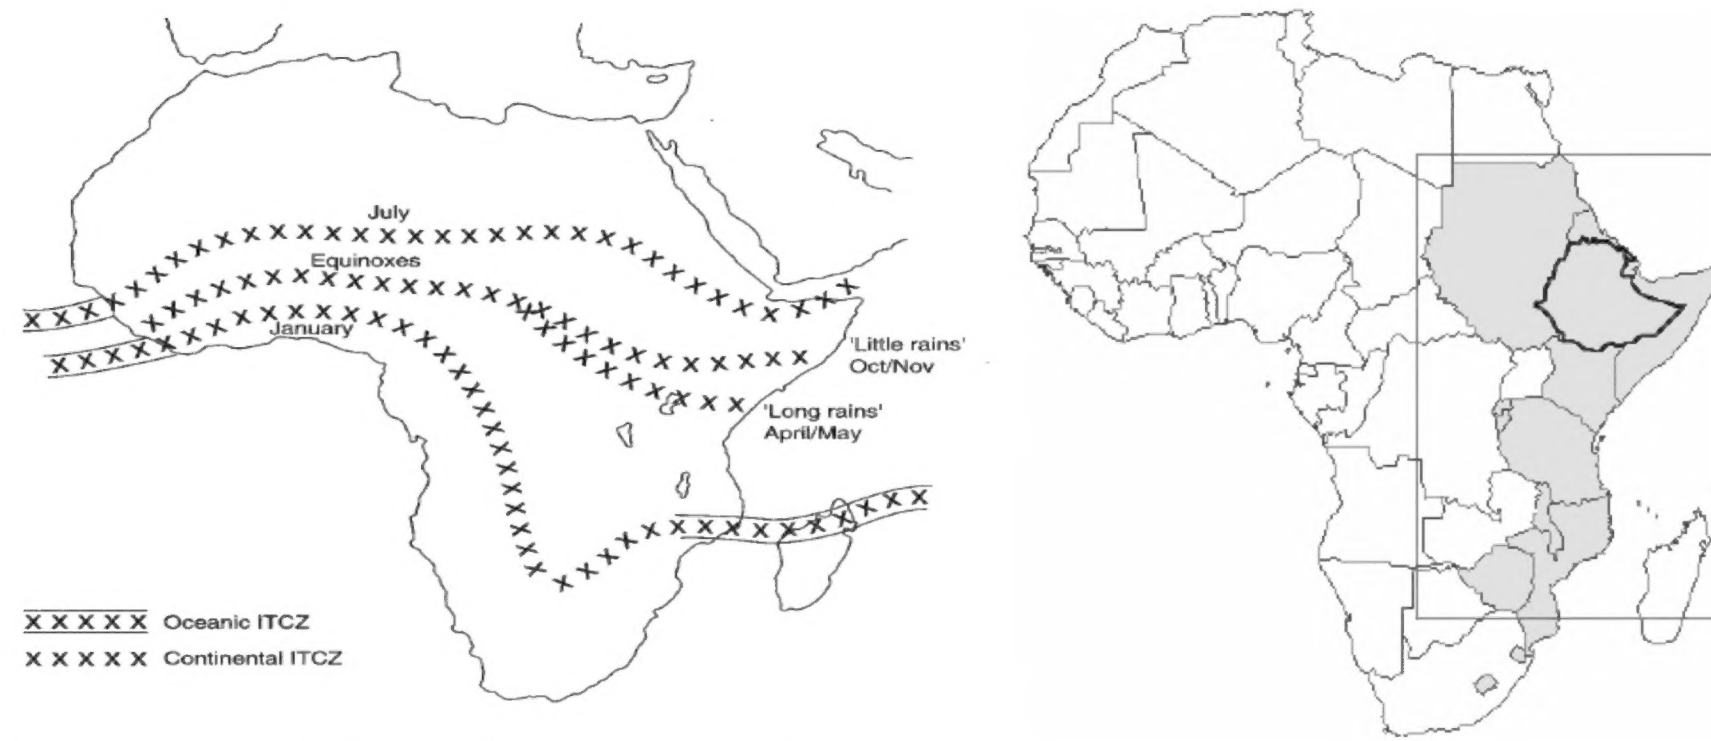 July
Equinoxes
January
'Little rains'
Oct/Nov
'Long rains'
April/May
X X X X X Oceanic ITCZ
X X X X X Continental ITCZ